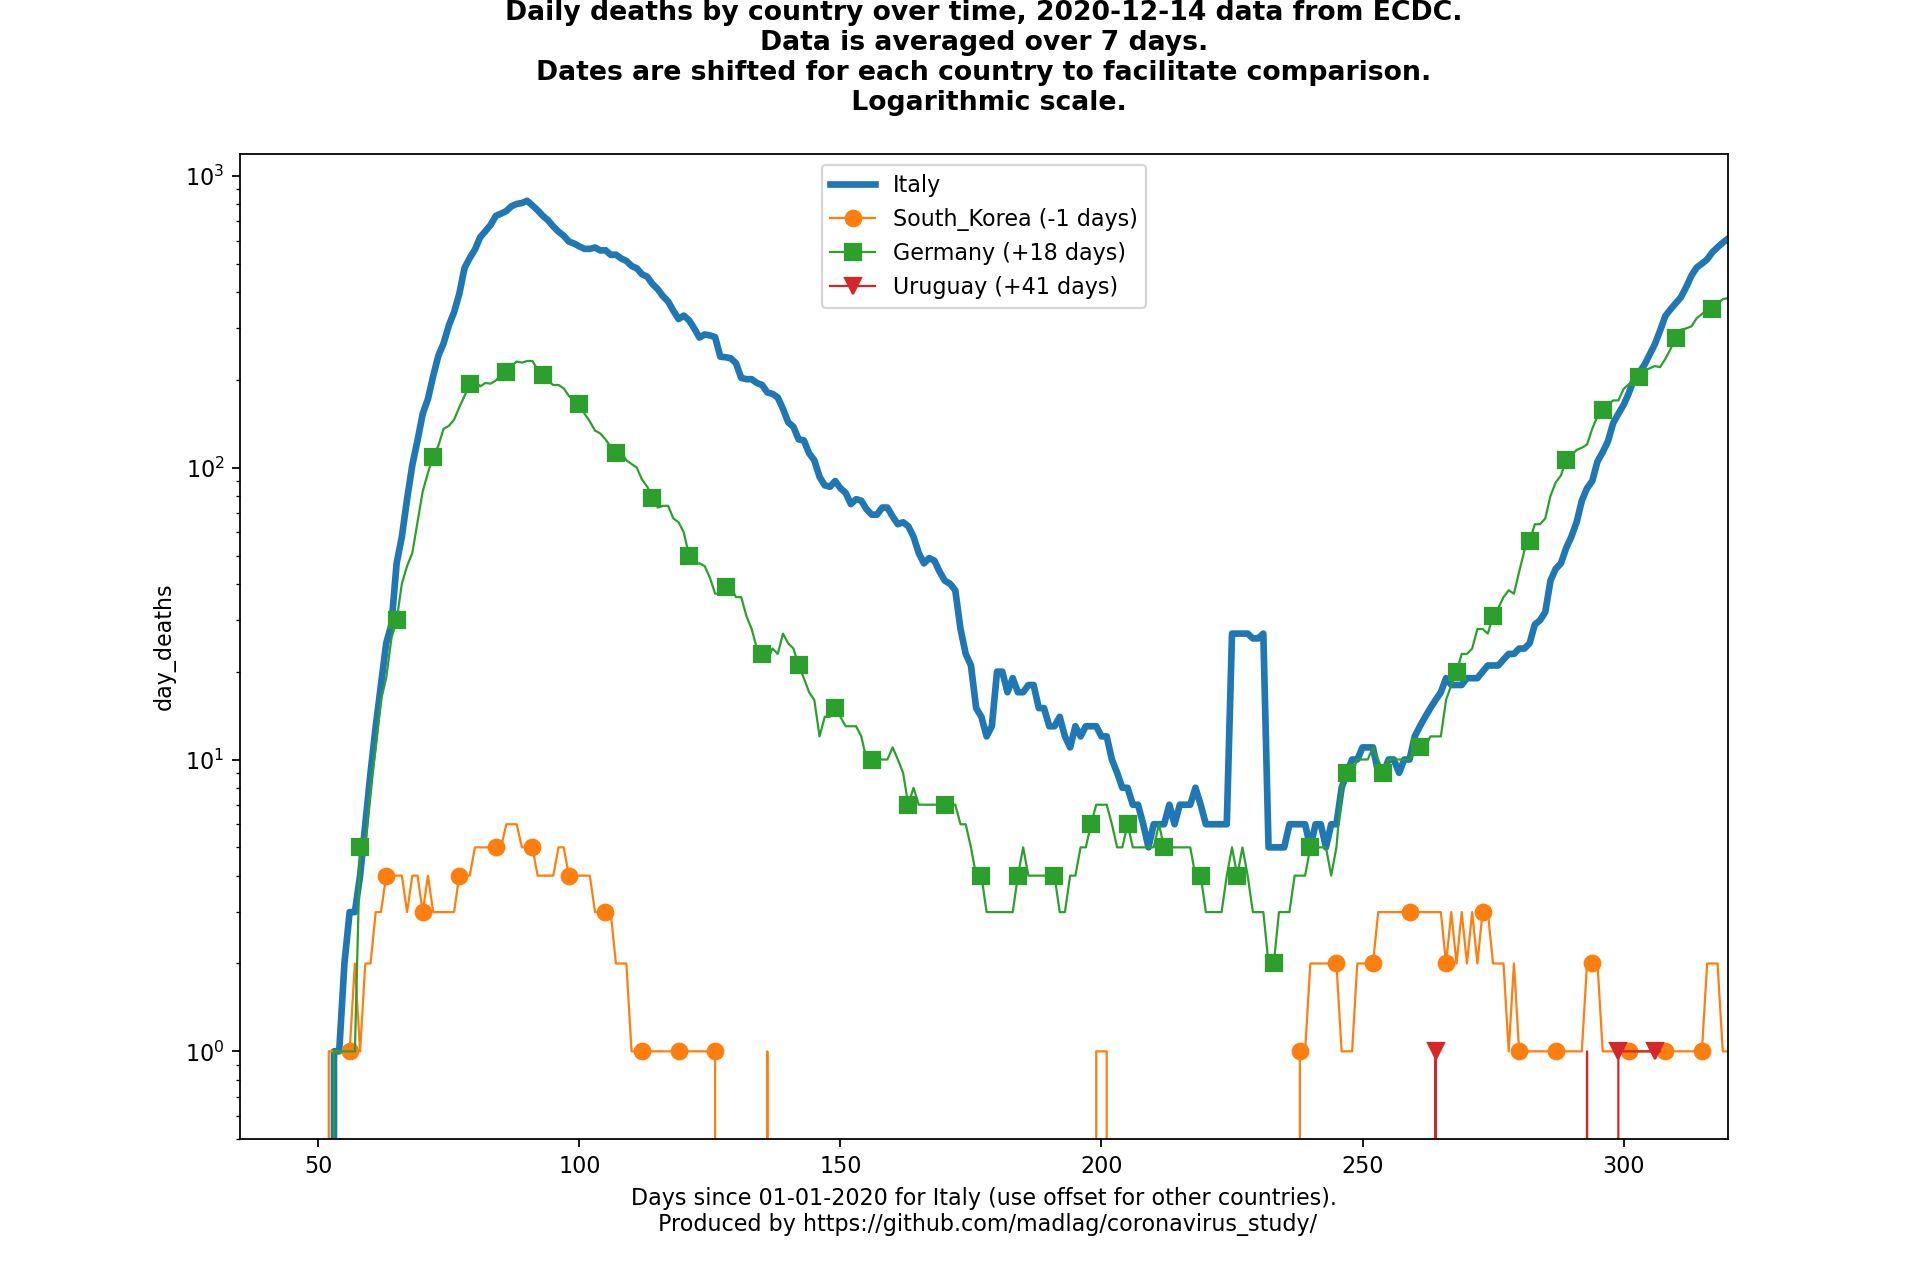 Daily deaths by country over time, 2020-12-14 data from ECDC.
Data is averaged over 7 days.
Dates are shifted for each country to facilitate comparison.
Logarithmic scale.
Italy
South_Korea (-1 days)
Germany (+18 days)
Uruguay (+41 days)
day_deaths
10³
10²
10¹
10⁰
50 100 150 200 250 300
Days since 01-01-2020 for Italy (use offset for other countries).
Produced by https://github.com/madlag/coronavirus_study/